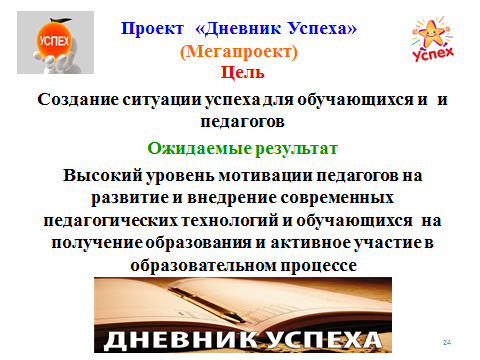 УСПЕХ
Проект «Дневник Успеха»
(Мегапроект)
Успех
Цель
Создание ситуации успеха для обучающихся и и
педагогов
Ожидаемые результат
Высокий уровень мотивации педагогов на
развитие и внедрение современных
педагогических технологий и обучающихся на
получение образования и активное участие в
образовательном процессе
ДНЕВНИК УСПЕХА
24